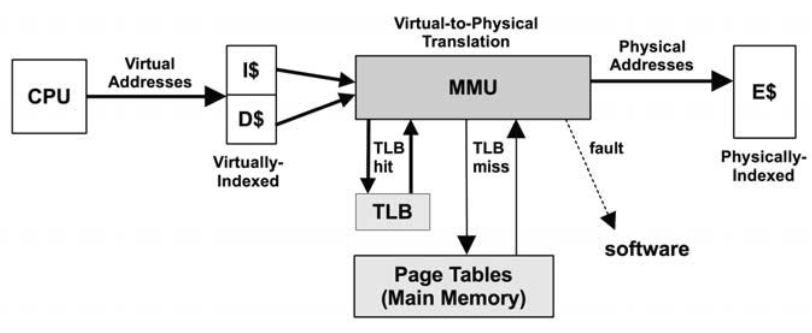 Virtual-to-Physical
Translation
Virtual
Addresses
Physical
Addresses
CPU
I$
D$
MMU
E$
Virtually-
Indexed
TLB
hit
TLB
miss
fault
Physically-
Indexed
TLB
software
Page Tables
(Main Memory)